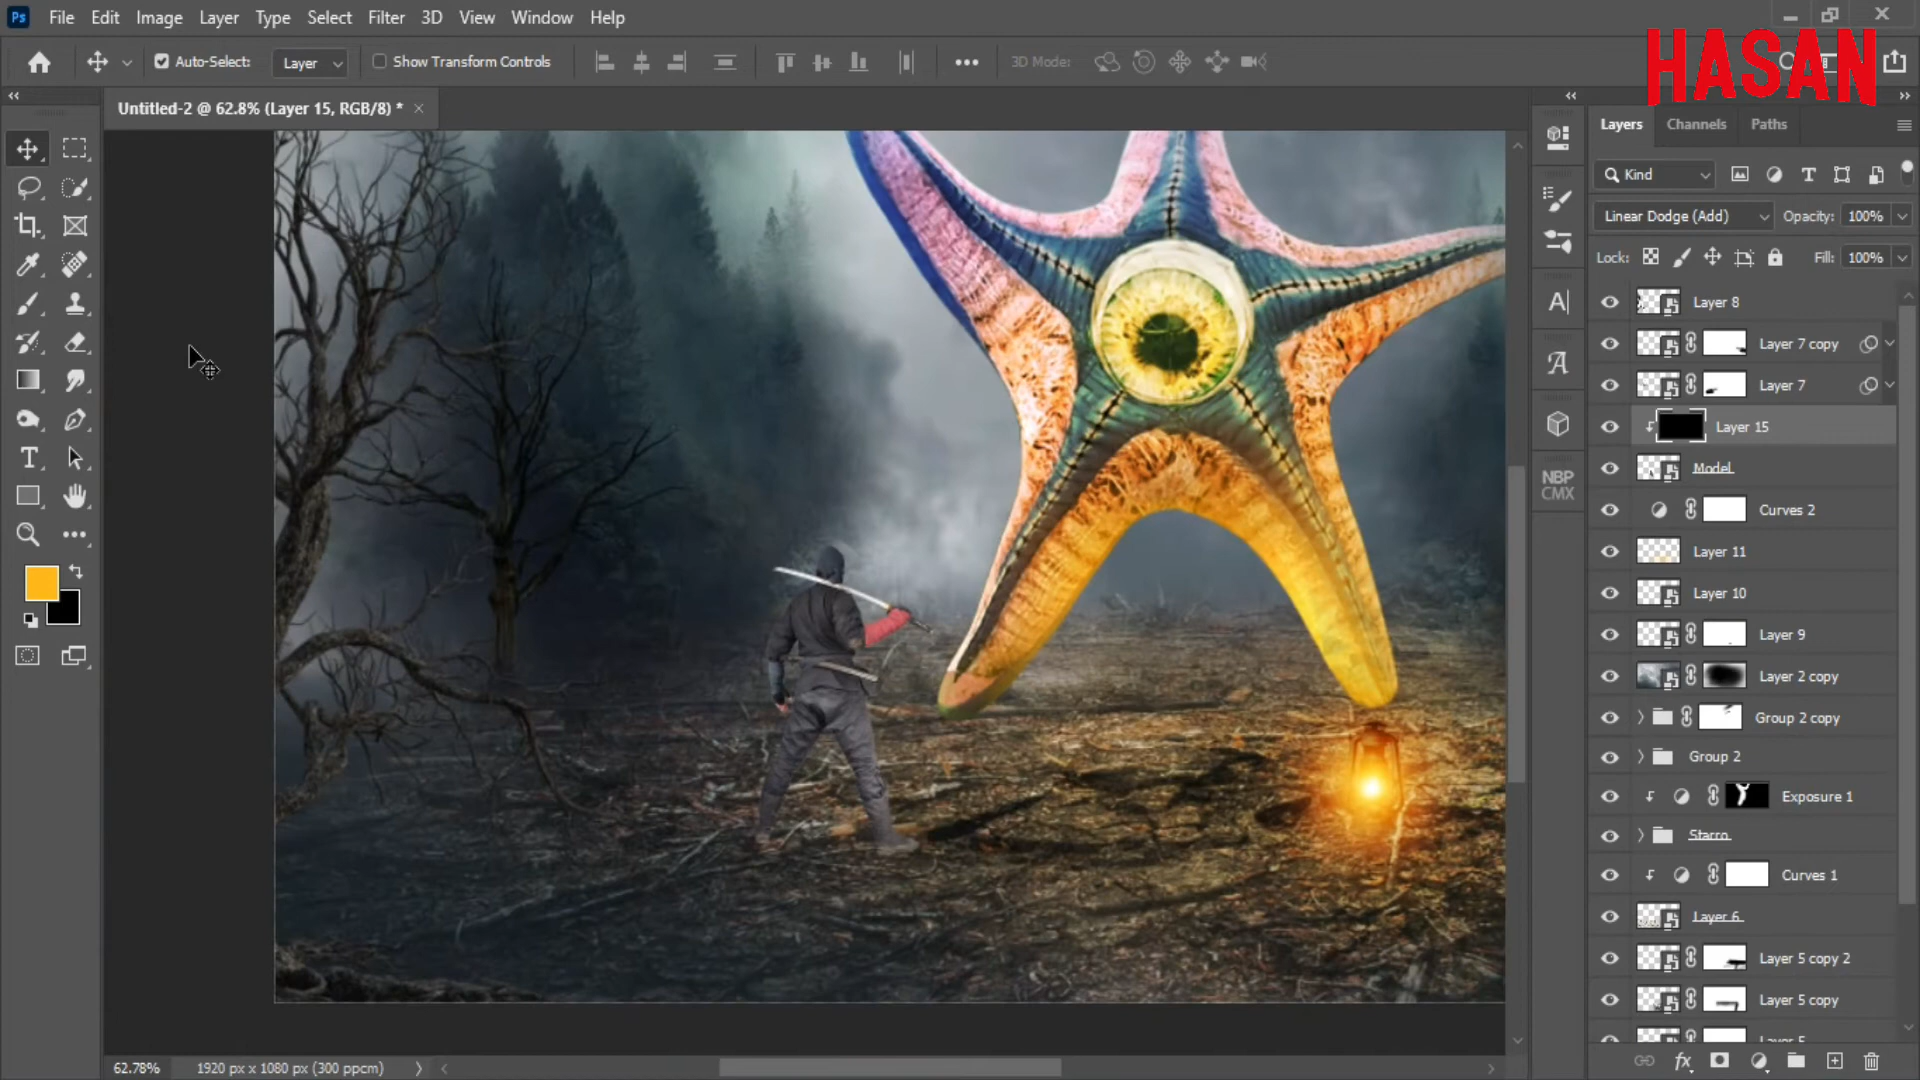 Ps File Edit Image Layer Type Select Filter 3D View Window Help
Auto-Select: Layer Show Transform Controls 3D Mode:
HASAN
Untitled-2 @ 62.8% (Layer 15, RGB/8) *
Layers Channels Paths
Kind
Linear Dodge (Add) Opacity: 100%
Lock: Fill: 100%
Layer 8
Layer 7 copy
Layer 7
Layer 15
Model
Curves 2
Layer 11
Layer 10
Layer 9
Layer 2 copy
Group 2 copy
Group 2
Exposure 1
Starro
Curves 1
Layer 6
Layer 5 copy 2
Layer 5 copy
NBP
CMX
62.78% 1920 px x 1080 px (300 ppcm)
fx